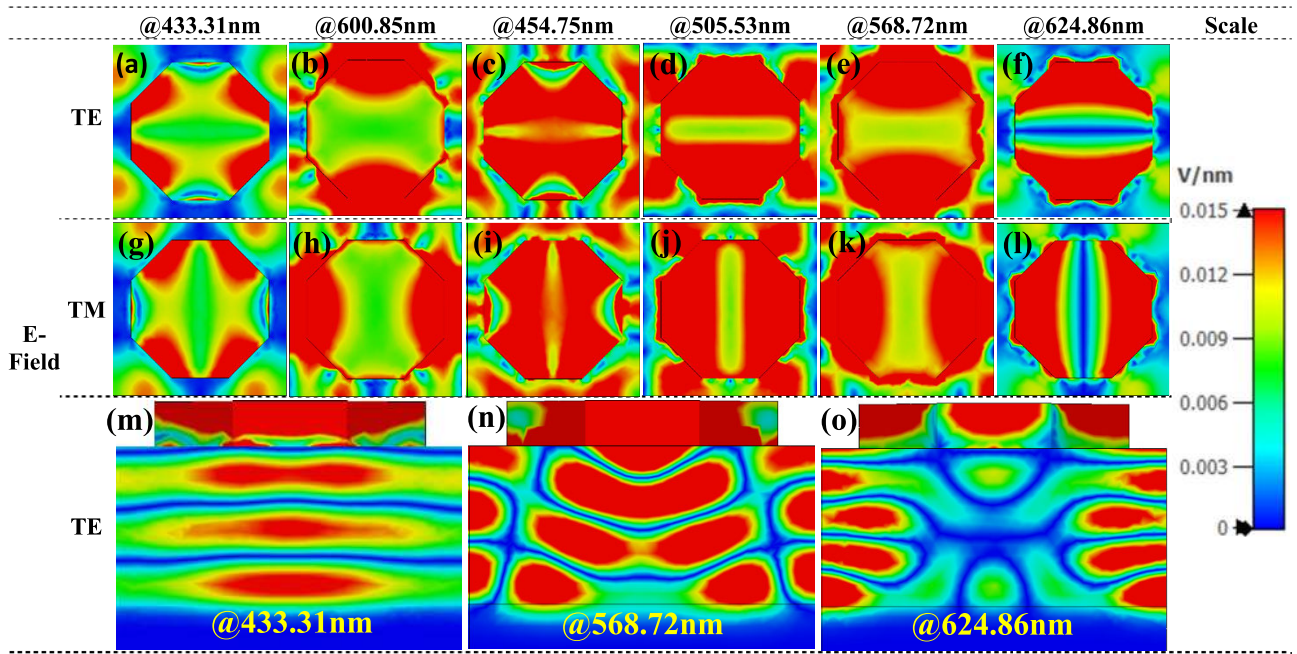 @433.31nm @600.85nm @454.75nm @505.53nm @568.72nm @624.86nm Scale
(a) (b) (c) (d) (e) (f)
TE
V/nm
0.015
(g) (h) (i) (j) (k) (l)
0.012
TM
E-
Field
0.009
0.006
(m) (n) (o)
0.003
TE
0
@433.31nm @568.72nm @624.86nm